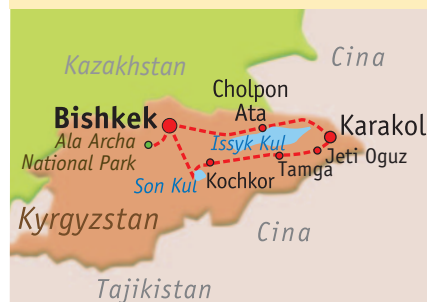 Cina
Kazakhstan
Cholpon
Ata
Bishkek
Karakol
Ala Archa
National Park
Issyk Kul
Jeti Oguz
Tamga
Son Kul
Kochkor
Kyrgyzstan
Cina
Tajikistan